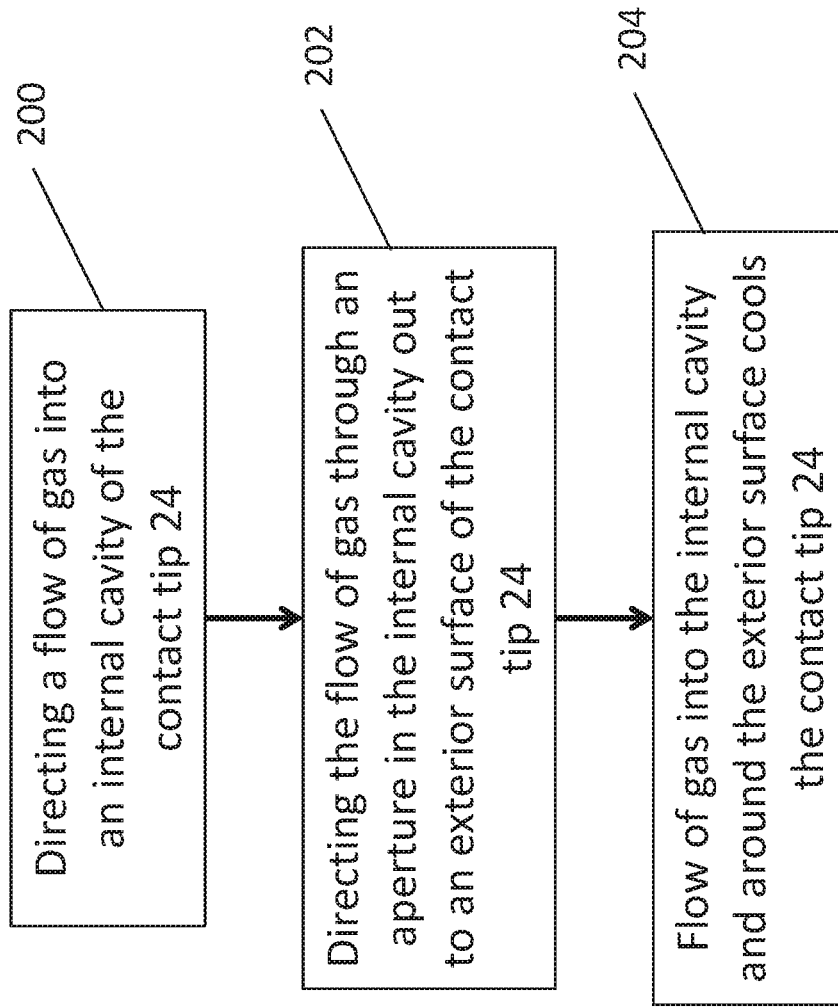 200
Directing a flow of gas into
an internal cavity of the
contact tip 24
202
Directing the flow of gas through an
aperture in the internal cavity out
to an exterior surface of the contact
tip 24
204
Flow of gas into the internal cavity
and around the exterior surface cools
the contact tip 24